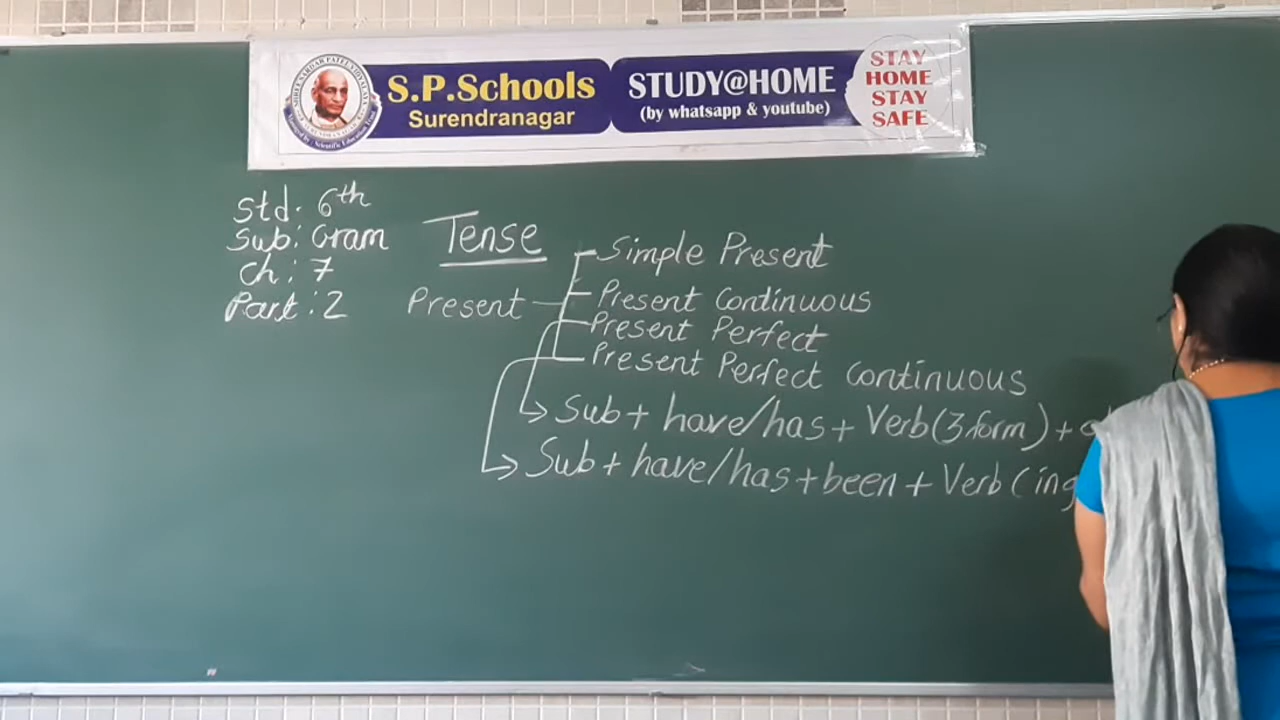 S.P.Schools
Surendranagar
STUDY@HOME
(by whatsapp & youtube)
STAY
HOME
STAY
SAFE
Std. 6th
Sub: Gram
Ch: 7
Part: 2
Tense
Present
Simple Present
Present Continuous
Present Perfect
Present Perfect Continuous
Sub + have/has + Verb(3 form) +
Sub + have/has + been + Verb (ing